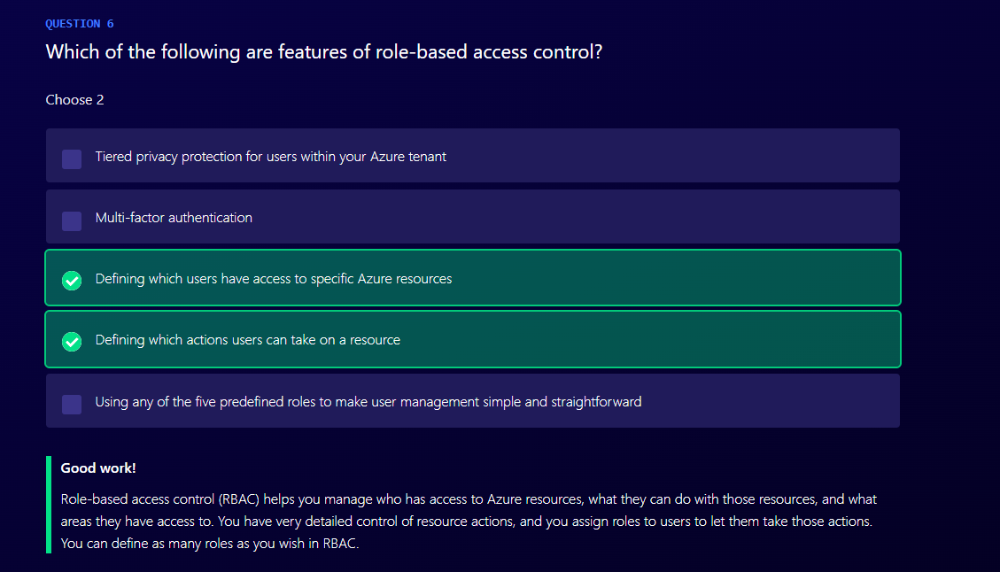 QUESTION 6
Which of the following are features of role-based access control?
Choose 2
Tiered privacy protection for users within your Azure tenant
Multi-factor authentication
Defining which users have access to specific Azure resources
Defining which actions users can take on a resource
Using any of the five predefined roles to make user management simple and straightforward
Good work!
Role-based access control (RBAC) helps you manage who has access to Azure resources, what they can do with those resources, and what
areas they have access to. You have very detailed control of resource actions, and you assign roles to users to let them take those actions.
You can define as many roles as you wish in RBAC.